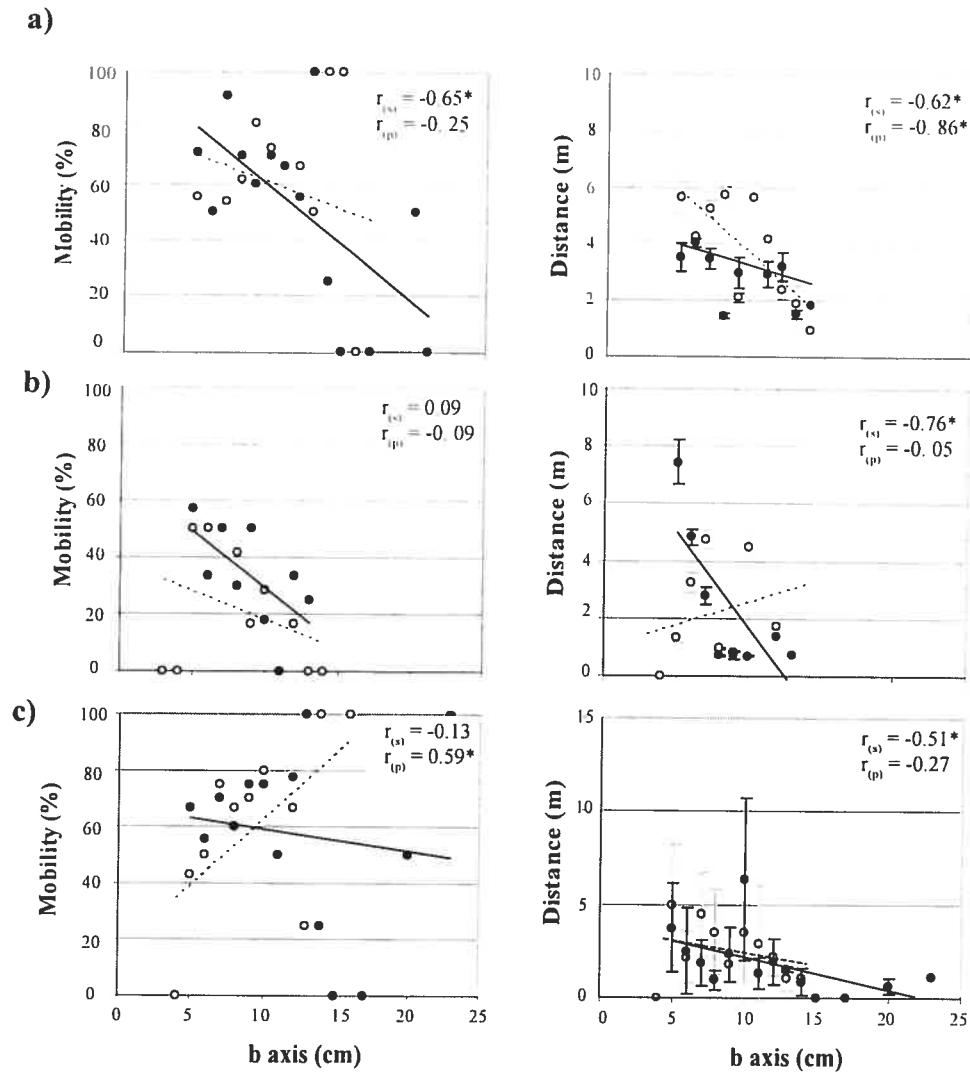 a)
Mobility (%)
100
80
60
40
20
0
r(s) = -0.65*
r(p) = -0.25
Distance (m)
10
8
6
4
2
0
r(s) = -0.62*
r(p) = -0.86*
b)
Mobility (%)
100
80
60
40
20
0
r(s) = 0.09
r(p) = -0.09
Distance (m)
10
8
6
4
2
0
r(s) = -0.76*
r(p) = -0.05
c)
Mobility (%)
100
80
60
40
20
0
r(s) = -0.13
r(p) = 0.59*
0 5 10 15 20 25
b axis (cm)
Distance (m)
15
10
5
0
r(s) = -0.51*
r(p) = -0.27
0 5 10 15 20 25
b axis (cm)